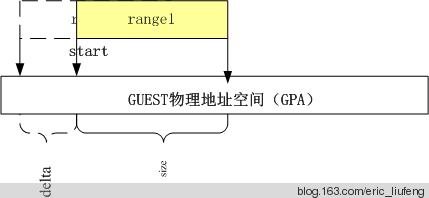 r
range1
start
GUEST物理地址空间（GPA）
delta
size
blog.163.com/eric_liufeng